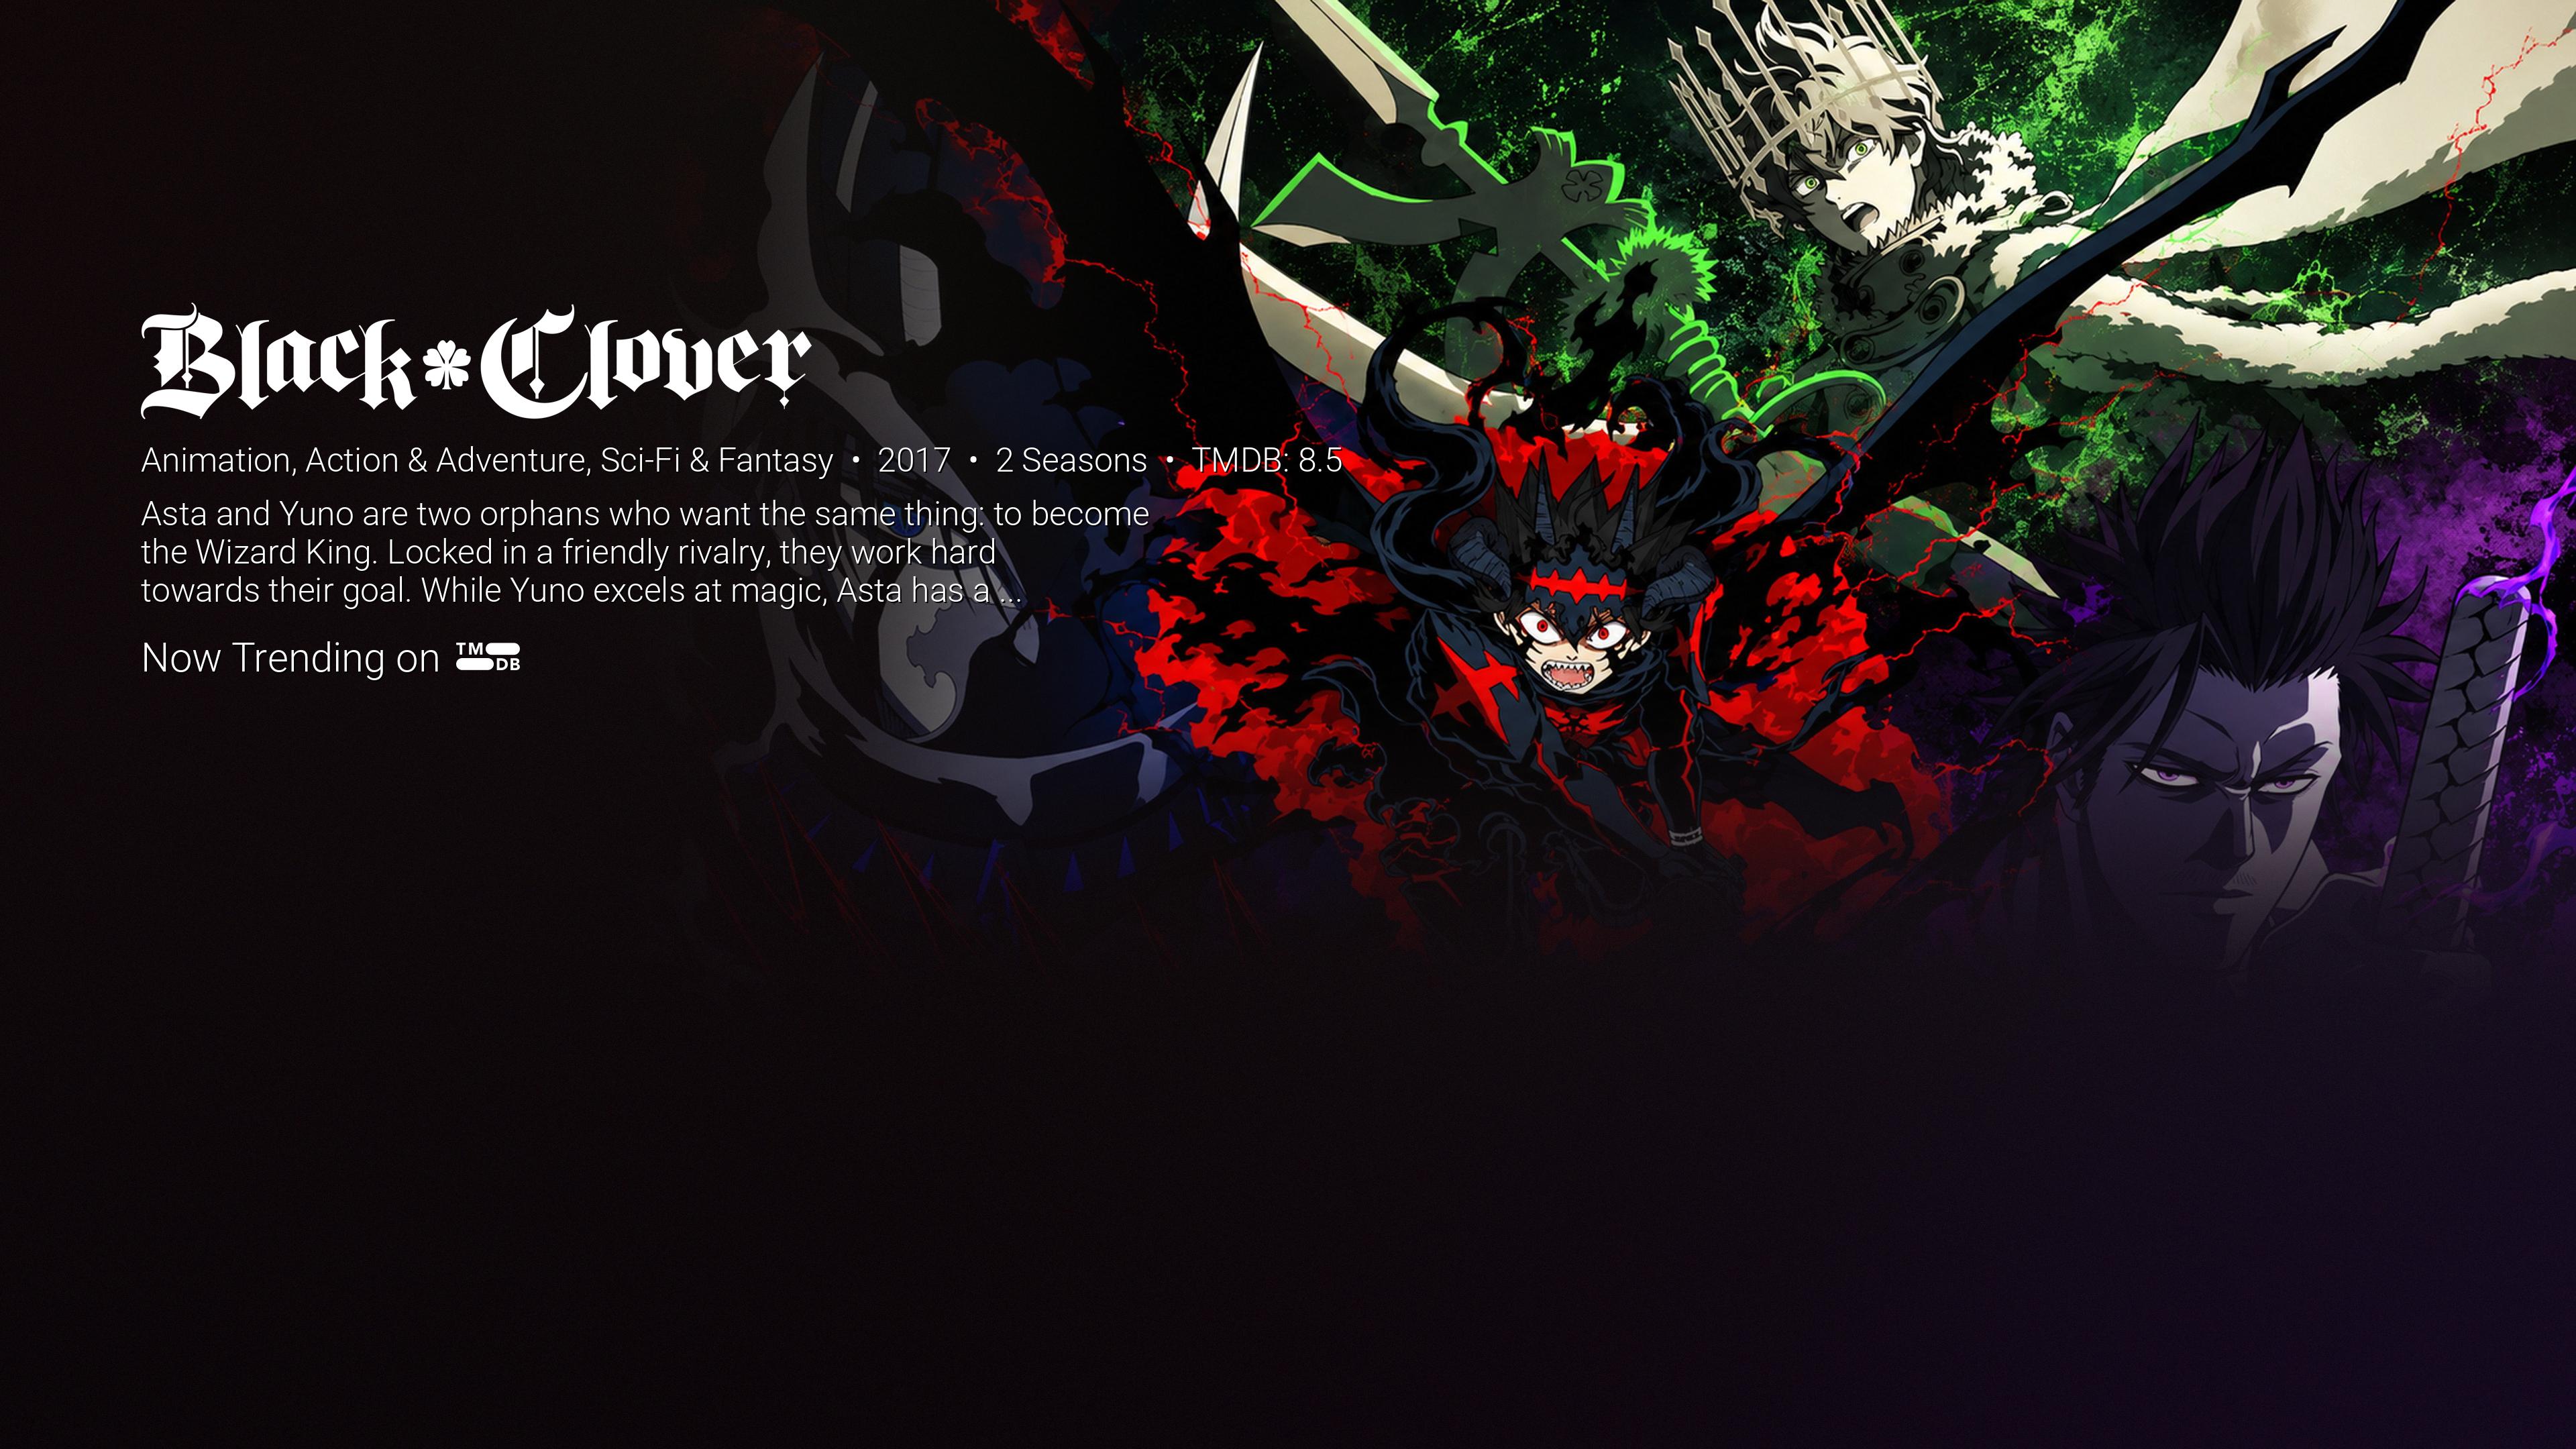 Black Clover
Animation, Action & Adventure, Sci-Fi & Fantasy • 2017 • 2 Seasons • TMDB: 8.5
Asta and Yuno are two orphans who want the same thing: to become
the Wizard King. Locked in a friendly rivalry, they work hard
towards their goal. While Yuno excels at magic, Asta has a ...
Now Trending on TMDB